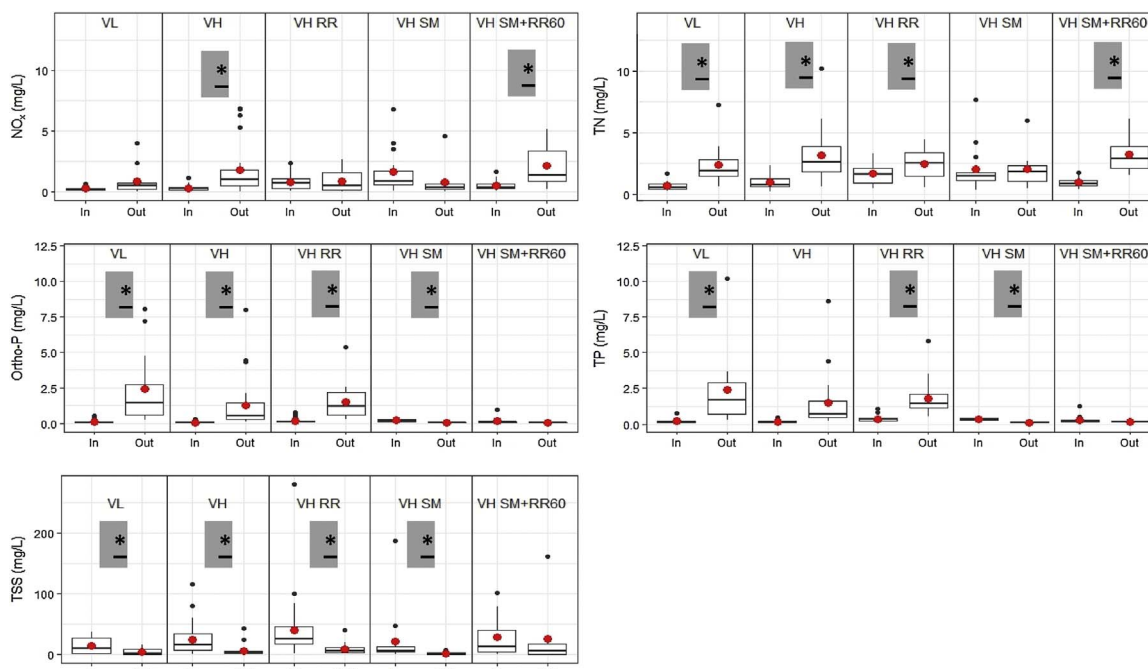 VL VH VH RR VH SM VH SM+RR60
* *
NOx (mg/L)
10
5
0
In Out In Out In Out In Out In Out
VL VH VH RR VH SM VH SM+RR60
* * * *
TN (mg/L)
10
5
0
In Out In Out In Out In Out In Out
12.5
VL VH VH RR VH SM VH SM+RR60
* * * *
Ortho-P (mg/L)
10.0
7.5
5.0
2.5
0.0
In Out In Out In Out In Out In Out
12.5
VL VH VH RR VH SM VH SM+RR60
* * *
TP (mg/L)
10.0
7.5
5.0
2.5
0.0
In Out In Out In Out In Out In Out
VL VH VH RR VH SM VH SM+RR60
* * * *
TSS (mg/L)
200
100
0